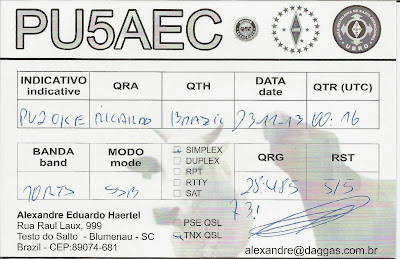 PU5AEC
INDICATIVO indicative QRA QTH DATA date QTR (UTC)
PU2OKE RICARDO BRAZIL 23-11-13 00:16
BANDA band MODO mode SIMPLEX DUPLEX RPT RTTY SAT QRG RST
SSB 28.485 5/5
73!
Alexandre Eduardo Haertel
Rua Raul Laux, 999
Testo do Salto - Blumenau - SC
Brazil - CEP:89074-681
PSE QSL
TNX QSL
alexandre@daggas.com.br